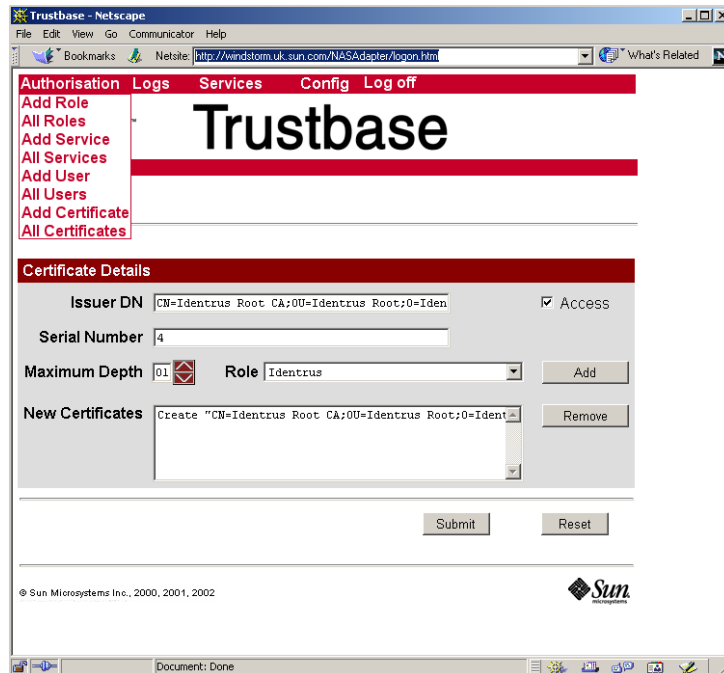 Trustbase - Netscape
File Edit View Go Communicator Help
Bookmarks Netsite: http://windstorm.uk.sun.com/NASAdapter/logon.htm What's Related N
Authorisation Logs Services Config Log off
Add Role
All Roles
Add Service
All Services
Add User
All Users
Add Certificate
All Certificates
™
Trustbase
Certificate Details
Issuer DN CN=Identrus Root CA;OU=Identrus Root;O=Iden Access
Serial Number 4
Maximum Depth 01 Role Identrus Add
New Certificates Create "CN=Identrus Root CA;OU=Identrus Root;O=Ident Remove
Submit Reset
© Sun Microsystems Inc., 2000, 2001, 2002
Sun
microsystems
Document: Done